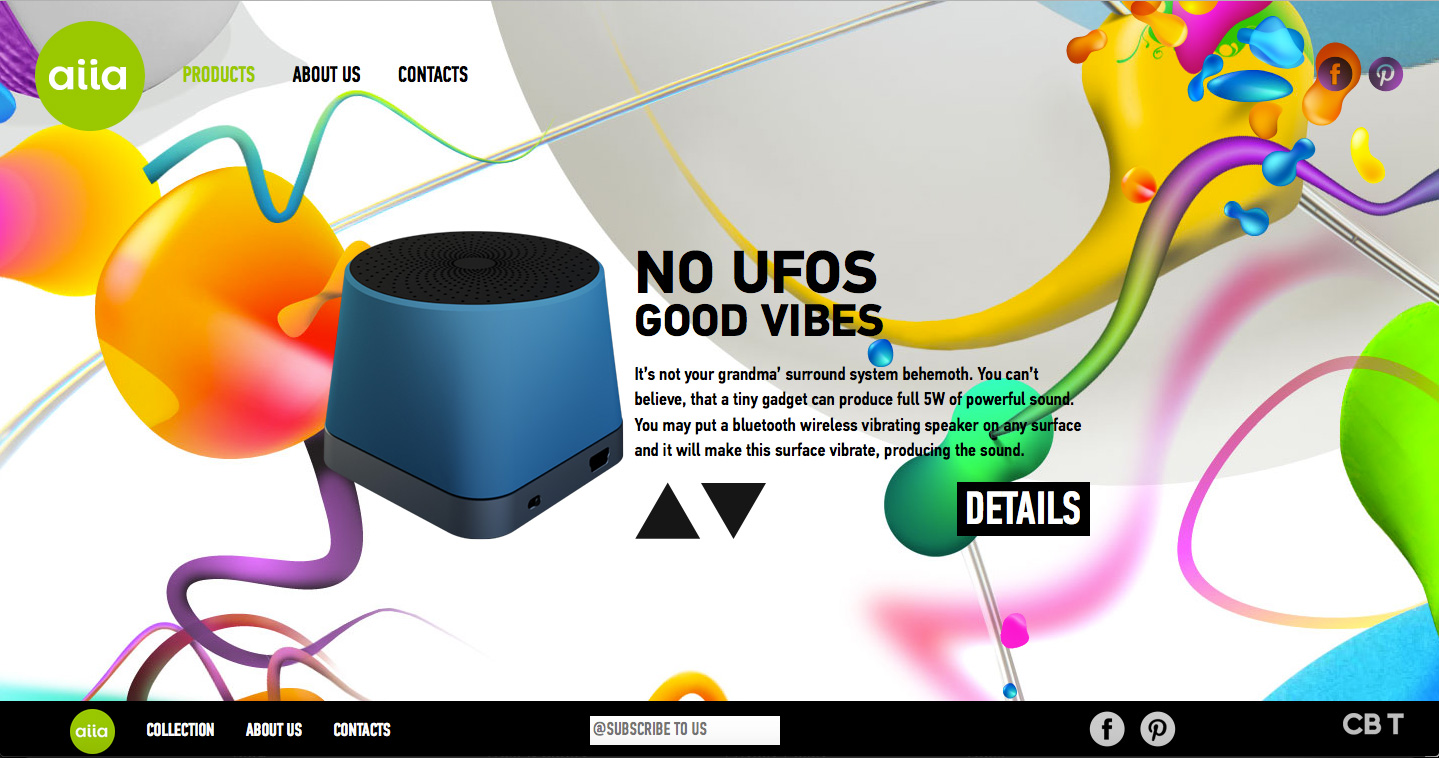 aiia
PRODUCTS ABOUT US CONTACTS
NO UFOS
GOOD VIBES
It's not your grandma' surround system behemoth. You can't
believe, that a tiny gadget can produce full 5W of powerful sound.
You may put a bluetooth wireless vibrating speaker on any surface
and it will make this surface vibrate, producing the sound.
DETAILS
aiia COLLECTION ABOUT US CONTACTS @SUBSCRIBE TO US CBT